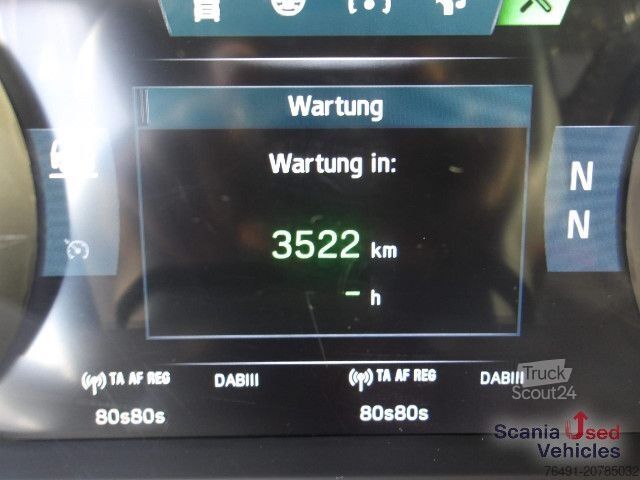 Wartung
Wartung in:
3522 km
- h
N
N
TA AF REG DABIII
80s80s
TA AF REG DABIII
80s80s
Truck
Scout24
Scania Used
Vehicles
76491-20785032